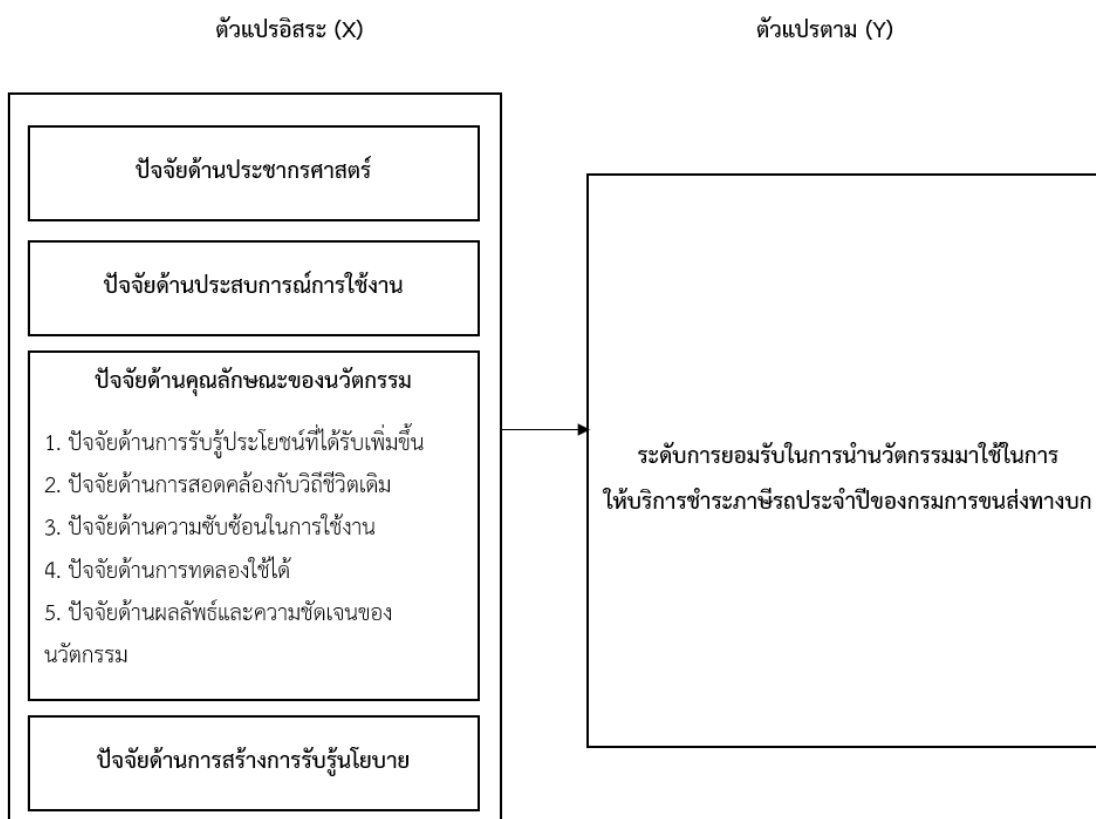 ตัวแปรอิสระ (X)
ตัวแปรตาม (Y)
ปัจจัยด้านประชากรศาสตร์
ปัจจัยด้านประสบการณ์การใช้งาน
ปัจจัยด้านคุณลักษณะของนวัตกรรม
1. ปัจจัยด้านการรับรู้ประโยชน์ที่ได้รับเพิ่มขึ้น
2. ปัจจัยด้านการสอดคล้องกับวิถีชีวิตเดิม
3. ปัจจัยด้านความซับซ้อนในการใช้งาน
4. ปัจจัยด้านการทดลองใช้ได้
5. ปัจจัยด้านผลลัพธ์และความชัดเจนของ
นวัตกรรม
ปัจจัยด้านการสร้างการรับรู้นโยบาย
ระดับการยอมรับในการนำนวัตกรรมมาใช้ในการ
ให้บริการชำระภาษีรถประจำปีของกรมการขนส่งทางบก